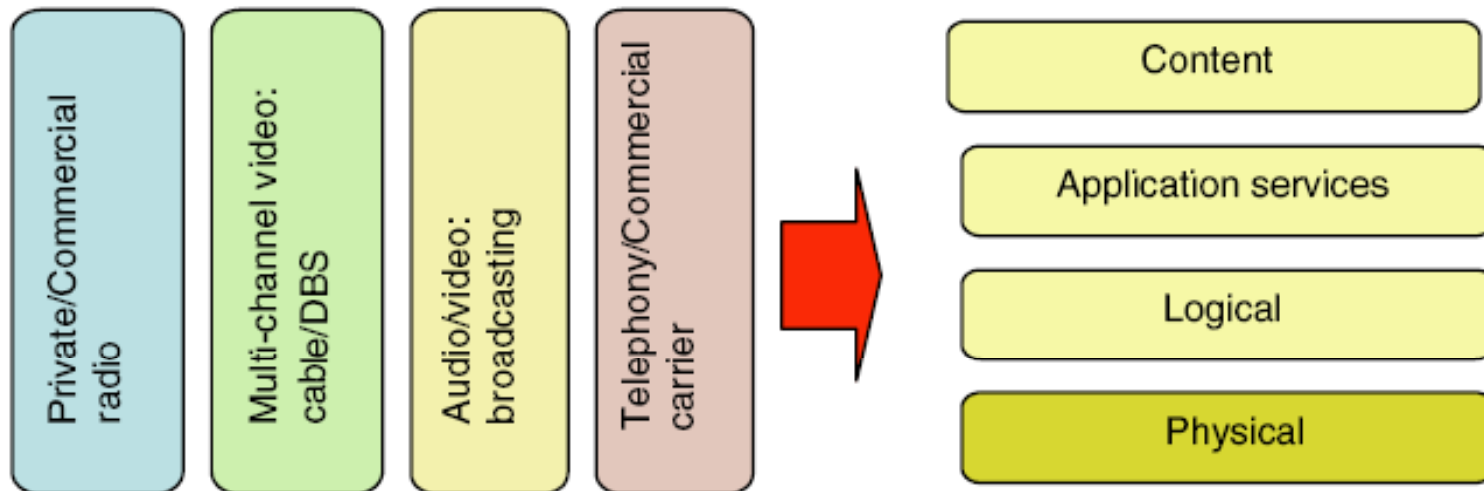 Private/Commercial
radio
Multi-channel video:
cable/DBS
Audio/video:
broadcasting
Telephony/Commercial
carrier
Content
Application services
Logical
Physical